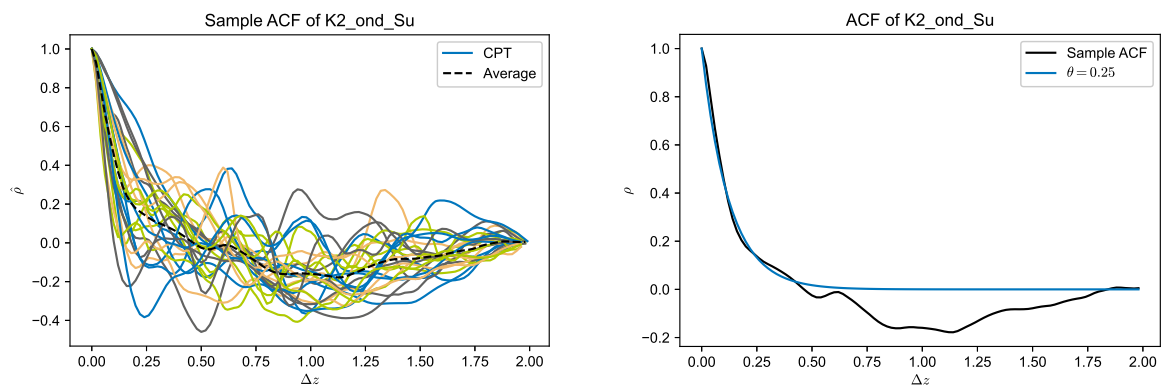 Sample ACF of K2_ond_Su
CPT
Average
1.0
0.8
0.6
0.4
0.2
0.0
−0.2
−0.4
ρ̂
0.00 0.25 0.50 0.75 1.00 1.25 1.50 1.75 2.00
Δz
ACF of K2_ond_Su
Sample ACF
θ = 0.25
1.0
0.8
0.6
0.4
0.2
0.0
−0.2
ρ
0.00 0.25 0.50 0.75 1.00 1.25 1.50 1.75 2.00
Δz